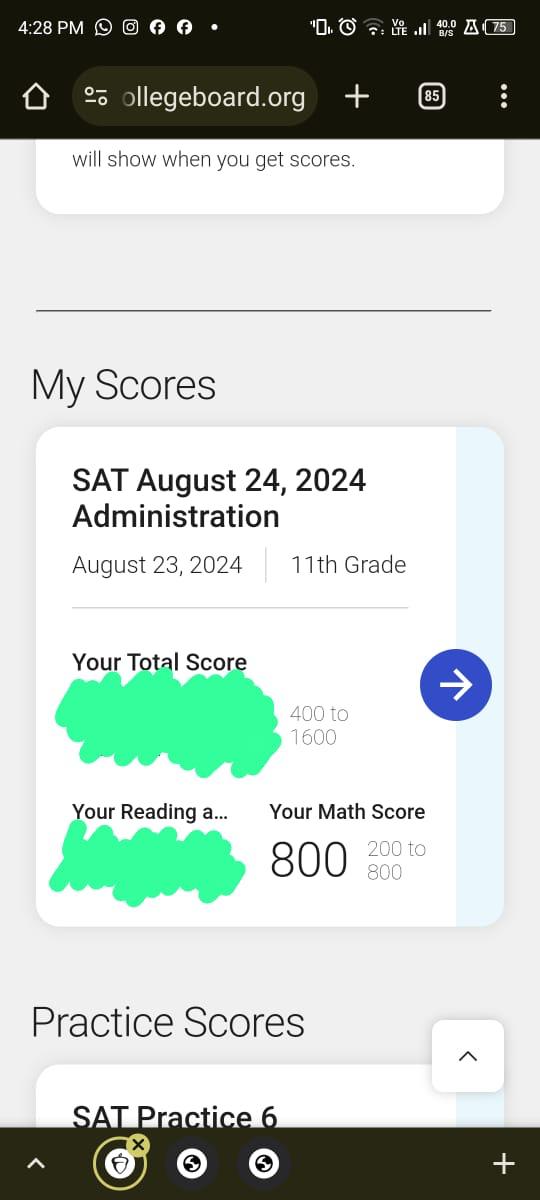 4:28 PM
Vo LTE 40.0 B/S 75
ollegeboard.org
85
will show when you get scores.
My Scores
SAT August 24, 2024
Administration
August 23, 2024 11th Grade
Your Total Score
400 to
1600
Your Reading a... Your Math Score
800 200 to
800
Practice Scores
SAT Practice 6